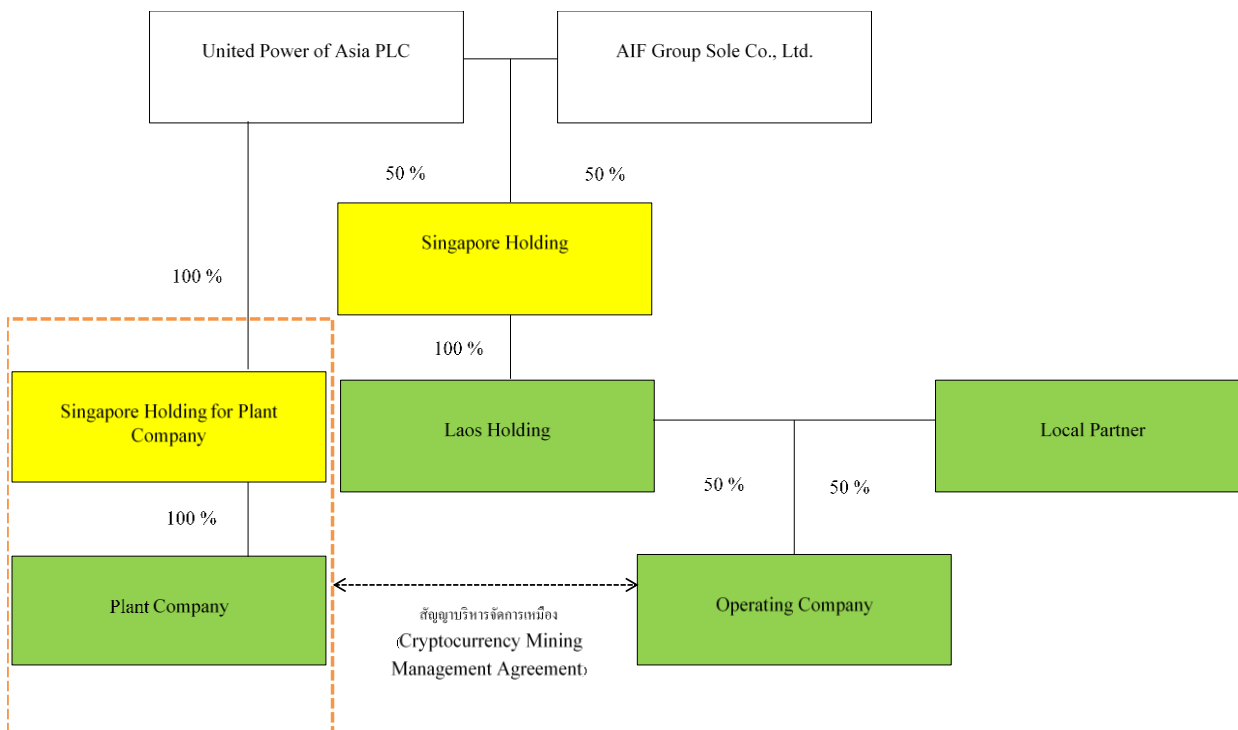 United Power of Asia PLC
AIF Group Sole Co., Ltd.
50 %
50 %
Singapore Holding
100 %
100 %
Singapore Holding for Plant
Company
Laos Holding
Local Partner
50 %
50 %
100 %
Plant Company
Operating Company
สัญญาบริหารจัดการเหมือง
(Cryptocurrency Mining
Management Agreement)